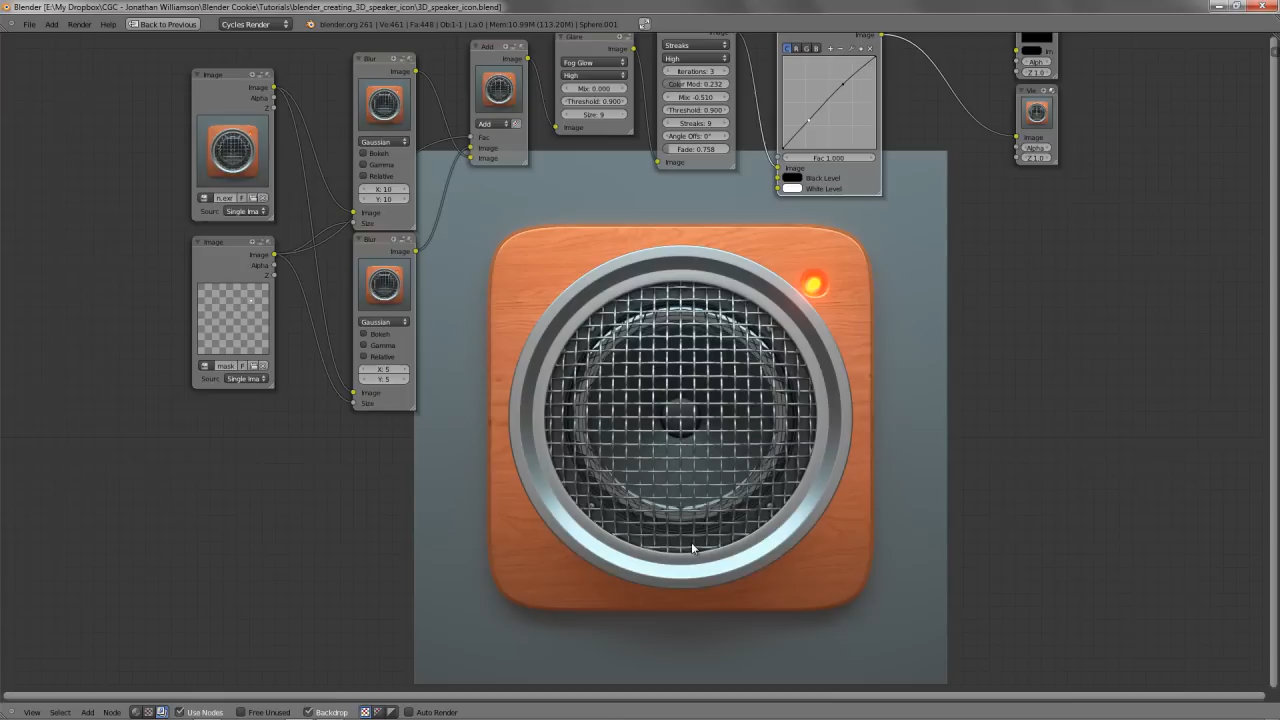 Blender [E:\My Dropbox\CGC - Jonathan Williamson\Blender Cookie\Tutorials\blender_creating_3D_speaker_icon\3D_speaker_icon.blend]
File Add Render Help Back to Previous Cycles Render blender.org 261 | Ve:461 | Fa:448 | Ob:1-1 | La:0 | Mem:10.99M (113.20M) | Sphere.001
Image
Image
Alpha
Z
n.exr F
Sourc Single Ima
Image
Image
Alpha
Z
mask F
Sourc Single Ima
Blur
Image
Gaussian
Bokeh
Gamma
Relative
X: 10
Y: 10
Image
Size
Blur
Image
Gaussian
Bokeh
Gamma
Relative
X: 5
Y: 5
Image
Size
Add
Image
Add
Fac
Image
Image
Glare
Image
Fog Glow
High
Mix: 0.000
Threshold: 0.900
Size: 9
Image
Streaks
High
Iterations: 3
Color Mod: 0.232
Mix: -0.510
Threshold: 0.900
Streaks: 9
Angle Offs: 0°
Fade: 0.758
Image
C R G B
Fac 1.000
Image
Black Level
White Level
Im
Alph
Z 1.0
Vie
Image
Alpha
Z 1.0
View Select Add Node Use Nodes Free Unused Backdrop Auto Render